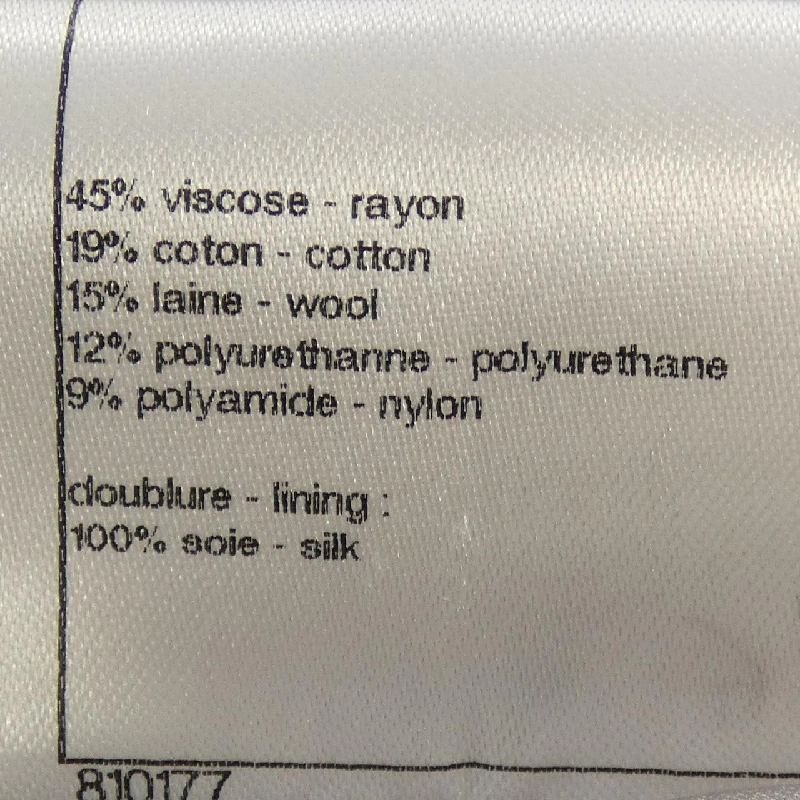 45% viscose - rayon
19% coton - cotton
15% laine - wool
12% polyurethanne - polyurethane
9% polyamide - nylon
doublure - lining :
100% soie - silk
810177